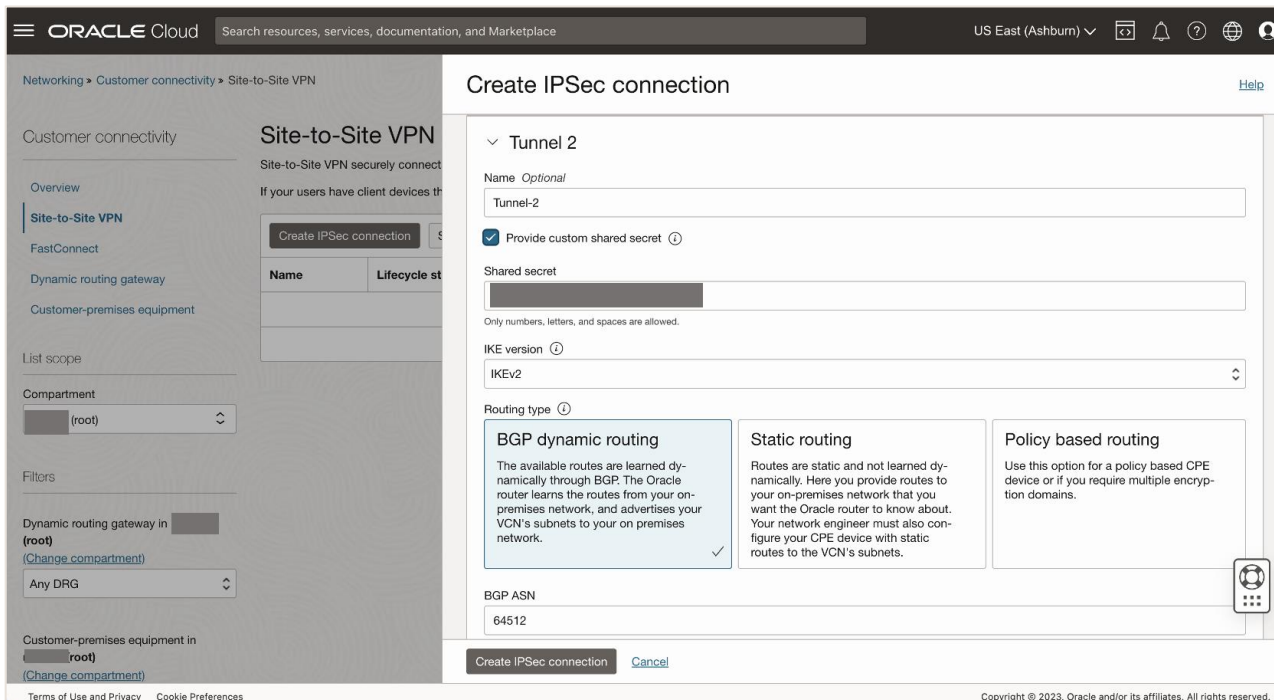 ORACLE Cloud
Search resources, services, documentation, and Marketplace
US East (Ashburn)
Networking » Customer connectivity » Site-to-Site VPN
Customer connectivity
Overview
Site-to-Site VPN
FastConnect
Dynamic routing gateway
Customer-premises equipment
List scope
Compartment
(root)
Filters
Dynamic routing gateway in
(root)
(Change compartment)
Any DRG
Customer-premises equipment in
root)
(Change compartment)
Site-to-Site VPN
Site-to-Site VPN securely connect
If your users have client devices th
Create IPSec connection
S
Name
Lifecycle st
Create IPSec connection
Help
Tunnel 2
Name Optional
Tunnel-2
Provide custom shared secret
Shared secret
Only numbers, letters, and spaces are allowed.
IKE version
IKEv2
Routing type
BGP dynamic routing
The available routes are learned dy-
namically through BGP. The Oracle
router learns the routes from your on-
premises network, and advertises your
VCN's subnets to your on premises
network.
Static routing
Routes are static and not learned dy-
namically. Here you provide routes to
your on-premises network that you
want the Oracle router to know about.
Your network engineer must also con-
figure your CPE device with static
routes to the VCN's subnets.
Policy based routing
Use this option for a policy based CPE
device or if you require multiple encryp-
tion domains.
BGP ASN
64512
Create IPSec connection
Cancel
Terms of Use and Privacy
Cookie Preferences
Copyright © 2023, Oracle and/or its affiliates. All rights reserved.